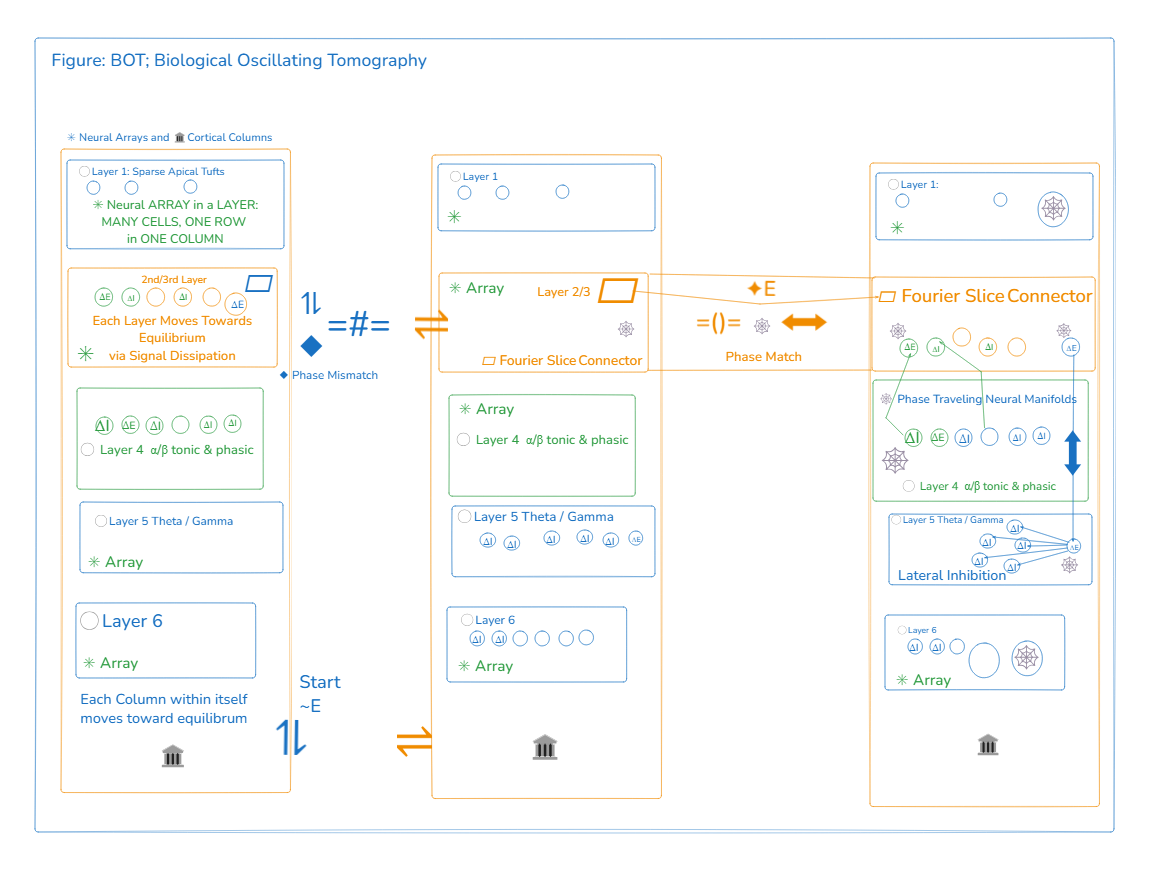 Figure: BOT; Biological Oscillating Tomography
✳ Neural Arrays and 🏛 Cortical Columns
Layer 1: Sparse Apical Tufts
✳ Neural ARRAY in a LAYER:
MANY CELLS, ONE ROW
in ONE COLUMN
2nd/3rd Layer
ΔE ΔI ΔI ΔE
Each Layer Moves Towards
Equilibrium
via Signal Dissipation
ΔI ΔE ΔI ΔI ΔI
Layer 4 α/β tonic & phasic
Layer 5 Theta / Gamma
✳ Array
Layer 6
✳ Array
Each Column within itself
moves toward equilibrum
⥮
=#=
◆ Phase Mismatch
Start
~E
⥮
⇌
⇌
Layer 1
✳ Array
Layer 2/3
Fourier Slice Connector
✳ Array
Layer 4 α/β tonic & phasic
Layer 5 Theta / Gamma
ΔI ΔI ΔI ΔI ΔI ΔE
Layer 6
ΔI ΔI
✳ Array
✦E
=()=
Phase Match
Layer 1:
Fourier Slice Connector
ΔE ΔI ΔI ΔE
Phase Traveling Neural Manifolds
ΔI ΔE ΔI ΔI ΔI
Layer 4 α/β tonic & phasic
Layer 5 Theta / Gamma
ΔI
ΔI ΔI ΔE
ΔI ΔI
Lateral Inhibition
Layer 6
ΔI ΔI
✳ Array